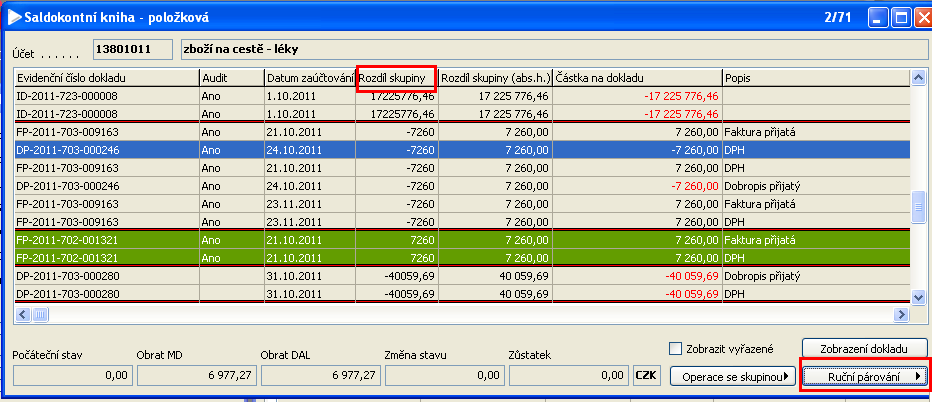 Saldokontní kniha - položková 2/71
Účet . . . . . . 13801011 zboží na cestě - léky
Evidenční číslo dokladu Audit Datum zaúčtování Rozdíl skupiny Rozdíl skupiny (abs.h.) Částka na dokladu Popis
ID-2011-723-000008 Ano 1.10.2011 17225776,46 17 225 776,46 -17 225 776,46
ID-2011-723-000008 Ano 1.10.2011 17225776,46 17 225 776,46 -17 225 776,46
FP-2011-703-009163 Ano 21.10.2011 -7260 7 260,00 7 260,00 Faktura přijatá
DP-2011-703-000246 Ano 24.10.2011 -7260 7 260,00 -7 260,00 DPH
FP-2011-703-009163 Ano 21.10.2011 -7260 7 260,00 7 260,00 DPH
DP-2011-703-000246 Ano 24.10.2011 -7260 7 260,00 -7 260,00 Dobropis přijatý
FP-2011-703-009163 Ano 23.11.2011 -7260 7 260,00 7 260,00 Faktura přijatá
FP-2011-703-009163 Ano 23.11.2011 -7260 7 260,00 7 260,00 DPH
FP-2011-702-001321 Ano 21.10.2011 7260 7 260,00 7 260,00 Faktura přijatá
FP-2011-702-001321 Ano 21.10.2011 7260 7 260,00 7 260,00 DPH
DP-2011-703-000280 31.10.2011 -40059,69 40 059,69 -40 059,69 Dobropis přijatý
DP-2011-703-000280 31.10.2011 -40059,69 40 059,69 -40 059,69 DPH
Zobrazit vyřazené Zobrazení dokladu
Počáteční stav Obrat MD Obrat DAL Změna stavu Zůstatek
0,00 6 977,27 6 977,27 0,00 0,00 CZK Operace se skupinou Ruční párování